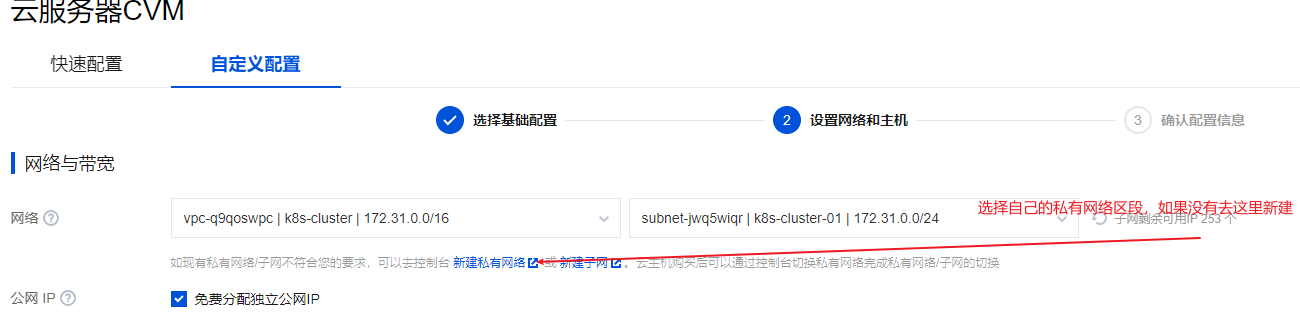 云服务器CVM
快速配置 自定义配置
选择基础配置 2 设置网络和主机 3 确认配置信息
网络与带宽
网络 vpc-q9qoswpc | k8s-cluster | 172.31.0.0/16 subnet-jwq5wiqr | k8s-cluster-01 | 172.31.0.0/24 子网剩余可用IP 253 个
选择自己的私有网络区段，如果没有去这里新建
如现有私有网络/子网不符合您的要求，可以去控制台 新建私有网络 或 新建子网 。云主机购买后可以通过控制台切换私有网络完成私有网络/子网的切换
公网 IP 免费分配独立公网IP